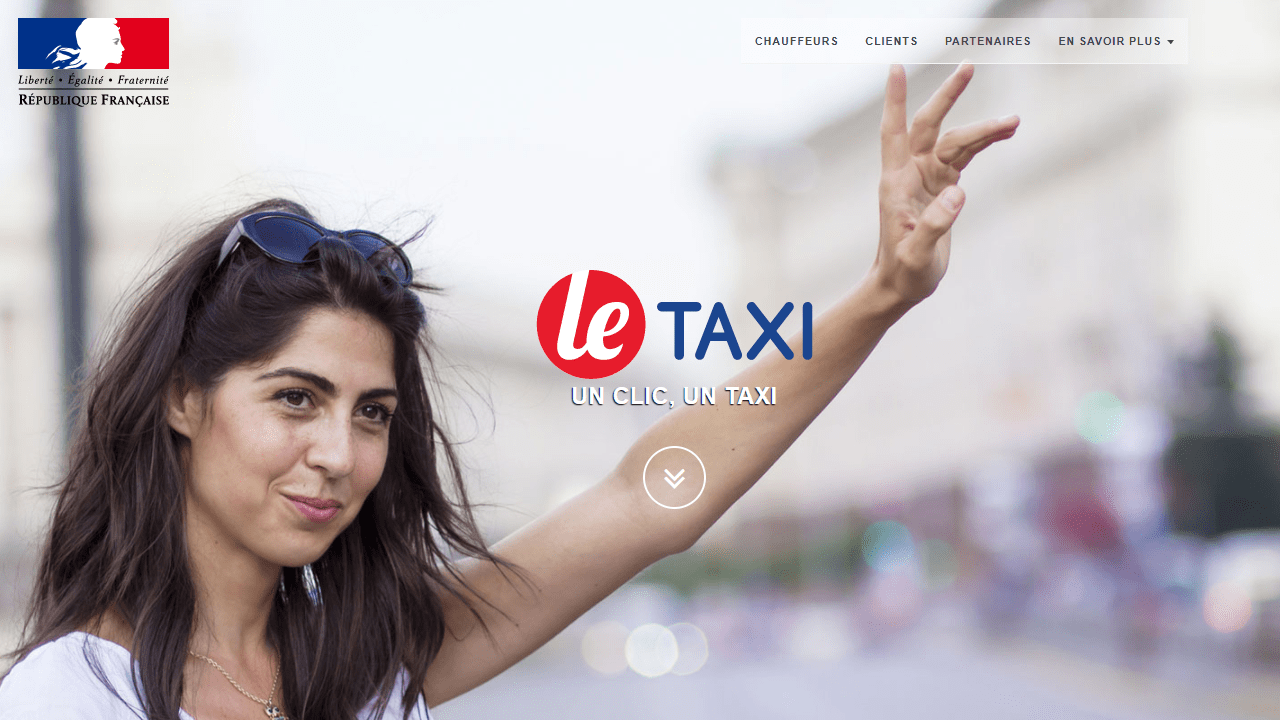 Liberté • Égalité • Fraternité
RÉPUBLIQUE FRANÇAISE
CHAUFFEURS
CLIENTS
PARTENAIRES
EN SAVOIR PLUS
le TAXI
UN CLIC, UN TAXI